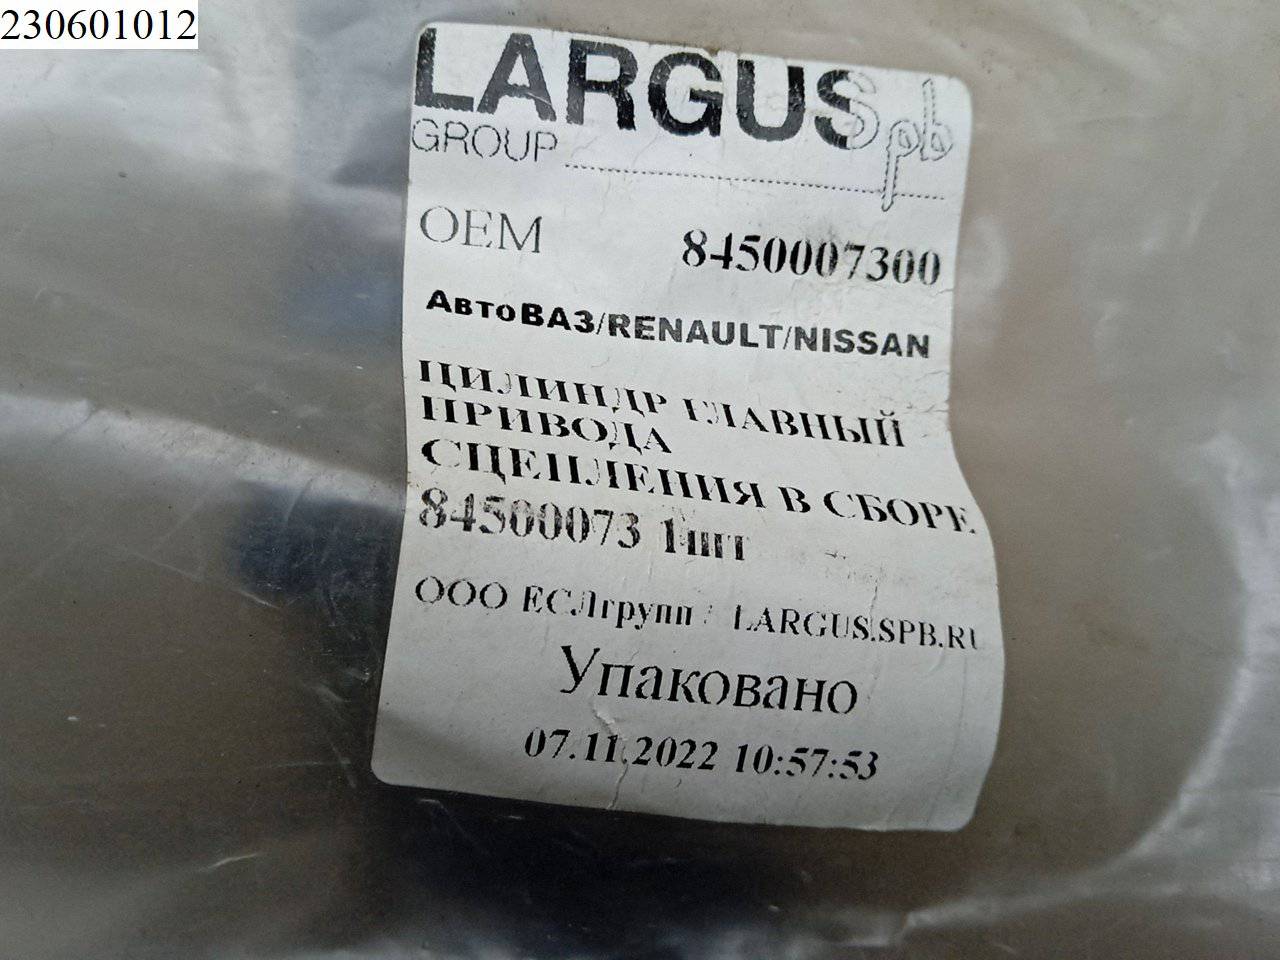 230601012
LARGUS spb
GROUP
OEM 8450007300
АвтоВАЗ/RENAULT/NISSAN
ЦИЛИНДР ГЛАВНЫЙ
ПРИВОДА
СЦЕПЛЕНИЯ В СБОРЕ
84500073 1шт
ООО ЕСЛгрупп / LARGUS.SPB.RU
Упаковано
07.11.2022 10:57:53